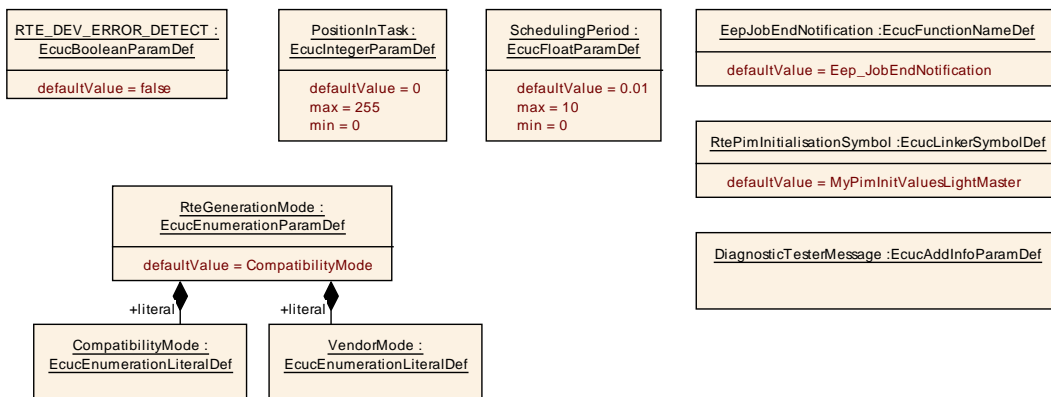 RTE_DEV_ERROR_DETECT :
EcucBooleanParamDef
defaultValue = false
PositionInTask :
EcucIntegerParamDef
defaultValue = 0
max = 255
min = 0
SchedulingPeriod :
EcucFloatParamDef
defaultValue = 0.01
max = 10
min = 0
EepJobEndNotification :EcucFunctionNameDef
defaultValue = Eep_JobEndNotification
RtePimInitialisationSymbol :EcucLinkerSymbolDef
defaultValue = MyPimInitValuesLightMaster
DiagnosticTesterMessage :EcucAddInfoParamDef
RteGenerationMode :
EcucEnumerationParamDef
defaultValue = CompatibilityMode
+literal
+literal
CompatibilityMode :
EcucEnumerationLiteralDef
VendorMode :
EcucEnumerationLiteralDef